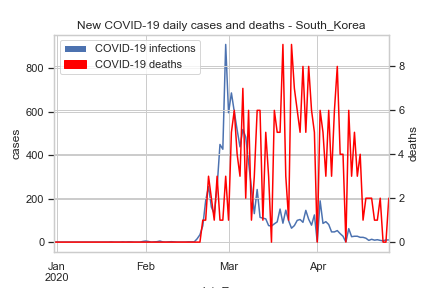 New COVID-19 daily cases and deaths - South_Korea
COVID-19 infections
COVID-19 deaths
800
600
400
200
0
cases
8
6
4
2
0
deaths
Jan
2020
Feb
Mar
Apr